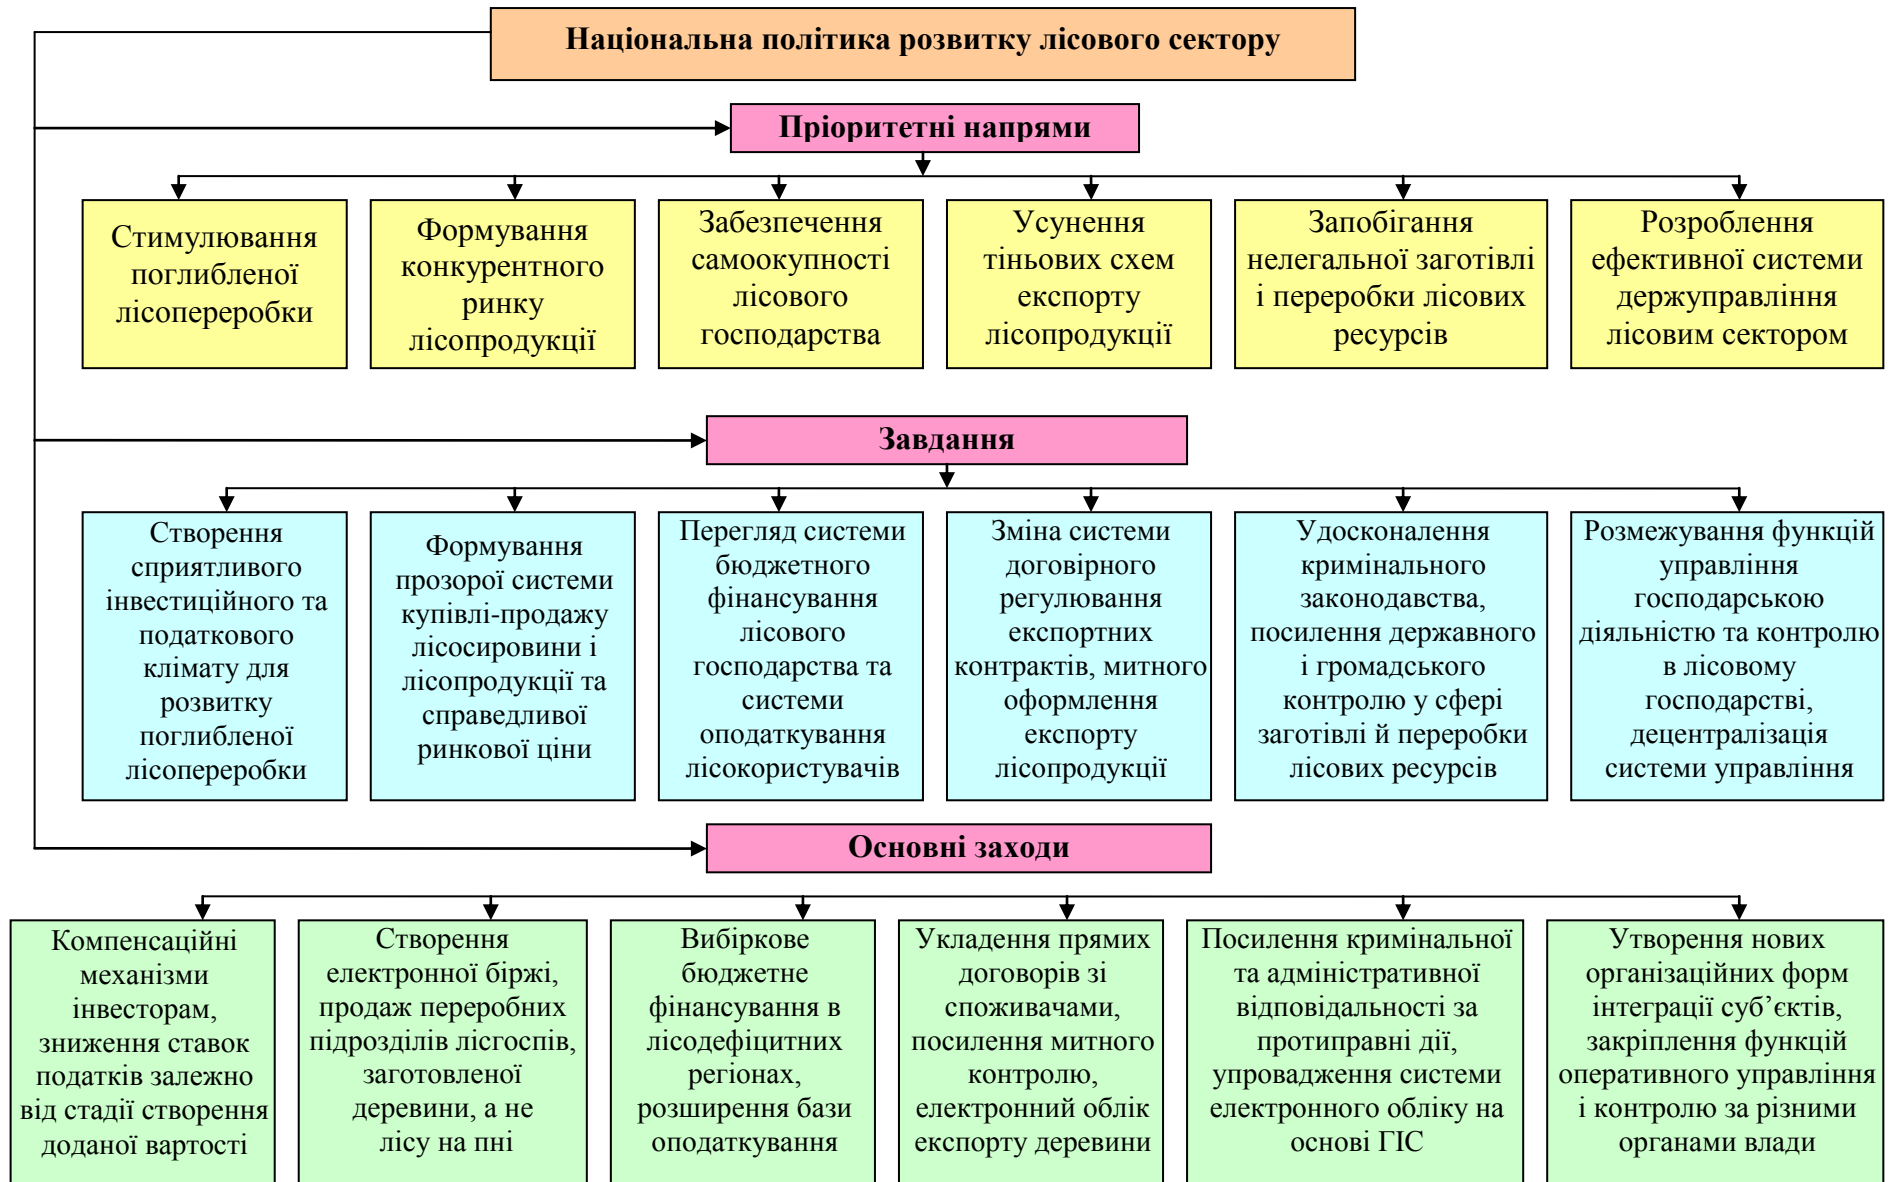 Національна політика розвитку лісового сектору
Пріоритетні напрями
Стимулювання
поглибленої
лісопереробки
Формування
конкурентного
ринку
лісопродукції
Забезпечення
самоокупності
лісового
господарства
Усунення
тіньових схем
експорту
лісопродукції
Запобігання
нелегальної заготівлі
і переробки лісових
ресурсів
Розроблення
ефективної системи
держуправління
лісовим сектором
Завдання
Створення
сприятливого
інвестиційного та
податкового
клімату для
розвитку
поглибленої
лісопереробки
Формування
прозорої системи
купівлі-продажу
лісосировини і
лісопродукції та
справедливої
ринкової ціни
Перегляд системи
бюджетного
фінансування
лісового
господарства та
системи
оподаткування
лісокористувачів
Зміна системи
договірного
регулювання
експортних
контрактів, митного
оформлення
експорту
лісопродукції
Удосконалення
кримінального
законодавства,
посилення державного
і громадського
контролю у сфері
заготівлі й переробки
лісових ресурсів
Розмежування функцій
управління
господарською
діяльністю та контролю
в лісовому
господарстві,
децентралізація
системи управління
Основні заходи
Компенсаційні
механізми
інвесторам,
зниження ставок
податків залежно
від стадії створення
доданої вартості
Створення
електронної біржі,
продаж переробних
підрозділів лісгоспів,
заготовленої
деревини, а не
лісу на пні
Вибіркове
бюджетне
фінансування в
лісодефіцитних
регіонах,
розширення бази
оподаткування
Укладення прямих
договорів зі
споживачами,
посилення митного
контролю,
електронний облік
експорту деревини
Посилення кримінальної
та адміністративної
відповідальності за
протиправні дії,
упровадження системи
електронного обліку на
основі ГІС
Утворення нових
організаційних форм
інтеграції суб’єктів,
закріплення функцій
оперативного управління
і контролю за різними
органами влади